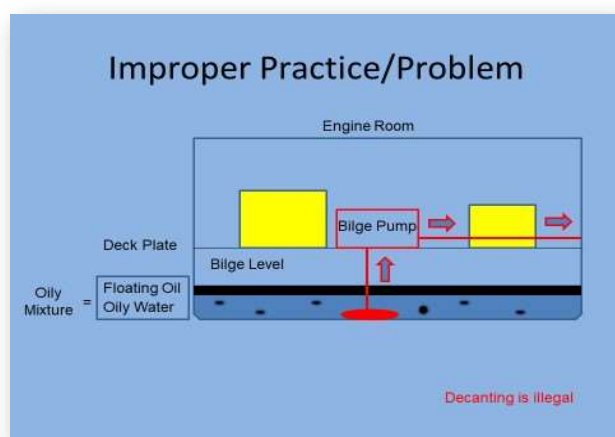 Improper Practice/Problem
Engine Room
Bilge Pump
Deck Plate
Bilge Level
Oily
Mixture
=
Floating Oil
Oily Water
Decanting is illegal